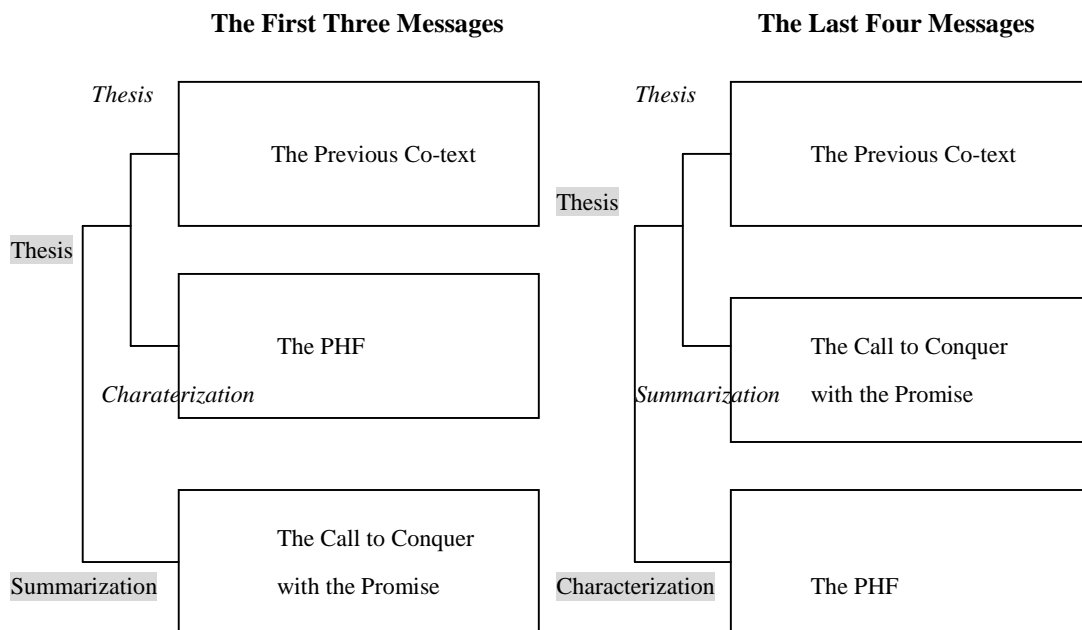 The First Three Messages
Thesis
The Previous Co-text
Thesis
The PHF
Charaterization
The Call to Conquer
with the Promise
Summarization
The Last Four Messages
Thesis
The Previous Co-text
Thesis
The Call to Conquer
with the Promise
Summarization
Characterization
The PHF